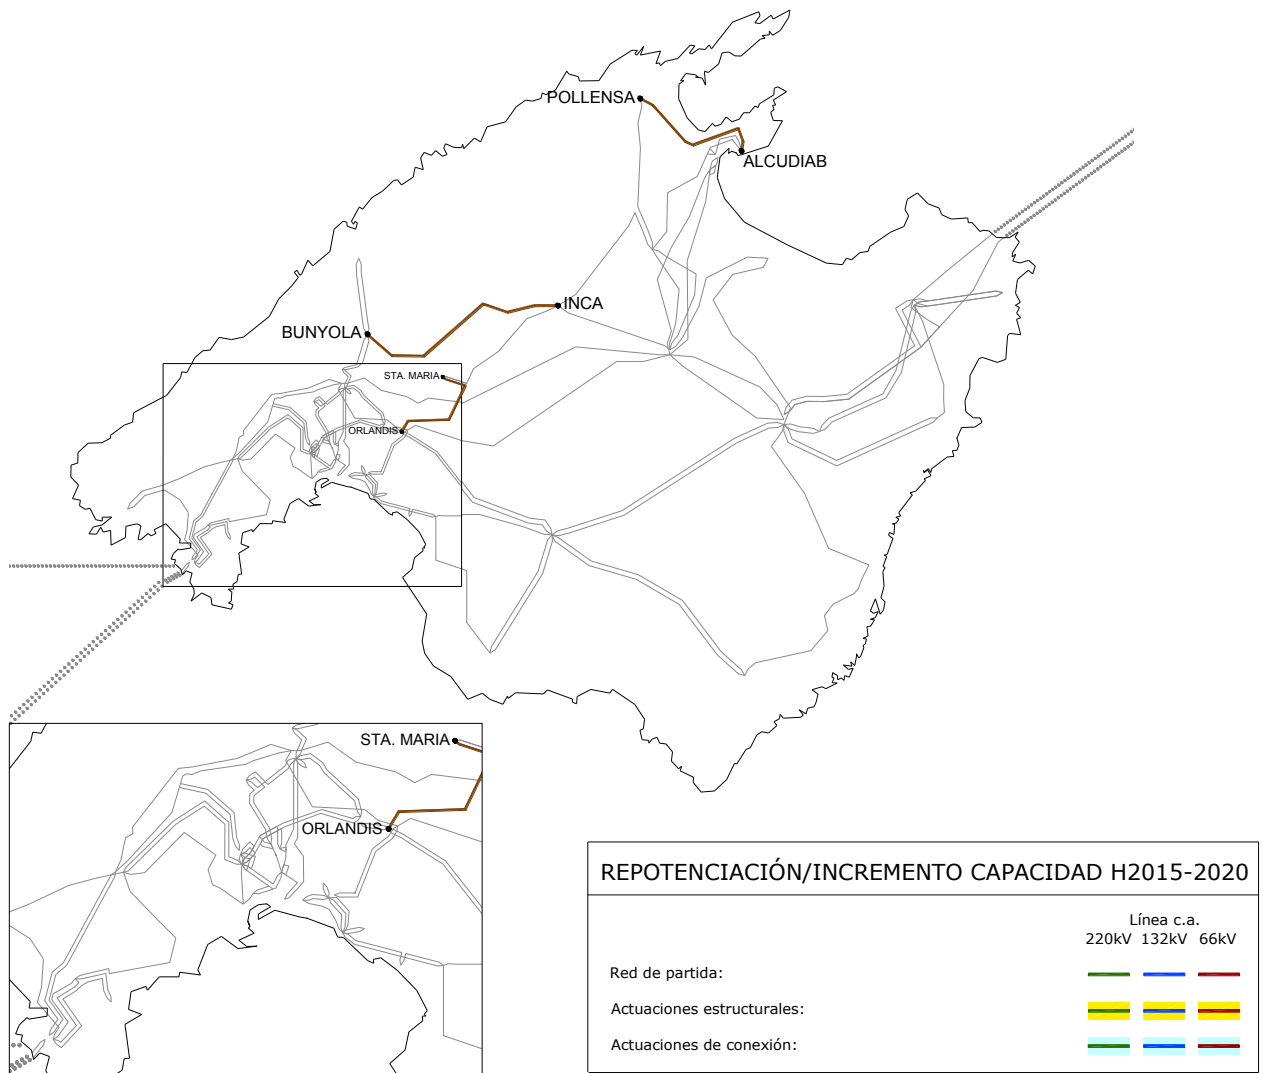 POLLENSA
ALCUDIAB
INCA
BUNYOLA
STA. MARIA
ORLANDIS
STA. MARIA
ORLANDIS
REPOTENCIACIÓN/INCREMENTO CAPACIDAD H2015-2020
Línea c.a.
220kV 132kV 66kV
Red de partida:
Actuaciones estructurales:
Actuaciones de conexión: